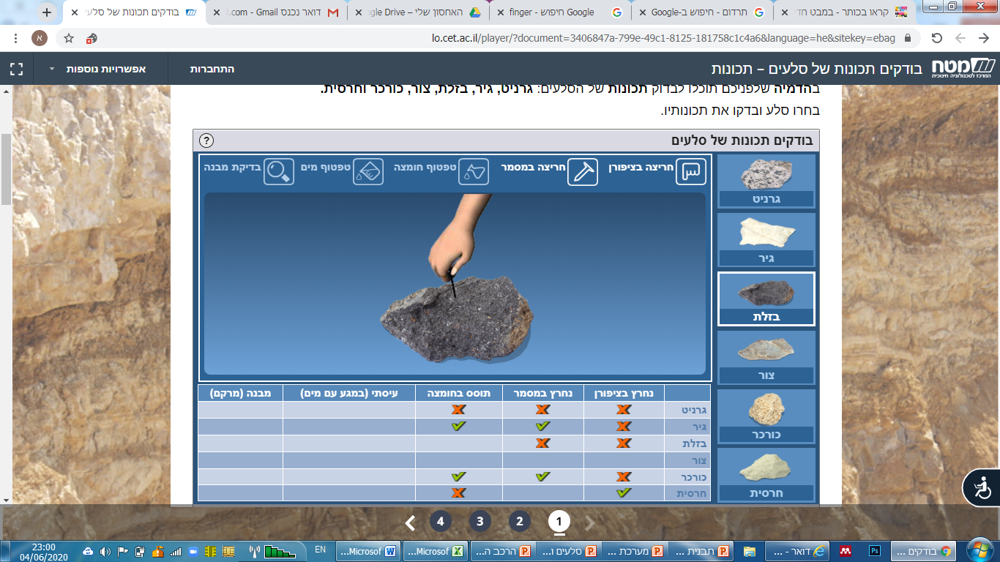 בודקים תכונות של סלעי
דואר נכנס - Gmail - com.
האחסון שלי – gle Drive
finger - חיפוש Google
תרדום - חיפוש ב-Google
קראו בכותר - במבט חד
lo.cet.ac.il/player/?document=3406847a-799e-49c1-8125-181758c1c4a6&language=he&sitekey=ebag
א
מטח
המרכז לטכנולוגיה חינוכית
בודקים תכונות של סלעים – תכונות
התחברות
אפשרויות נוספות
בהדמיה שלפניכם תוכלו לבדוק תכונות של הסלעים: גרניט, גיר, בזלת, צור, כורכר וחרסית.
בחרו סלע ובדקו את תכונותיו.
בודקים תכונות של סלעים
?
חריצה בציפורן
חריצה במסמר
טפטוף חומצה
טפטוף מים
בדיקת מבנה
גרניט
גיר
בזלת
צור
כורכר
חרסית
נחרץ בציפורן נחרץ במסמר תוסס בחומצה עיסתי (במגע עם מים) מבנה (מרקם)
גרניט
גיר
בזלת
צור
כורכר
חרסית
1 2 3 4
בודקים ...
Ps
דואר - ...
תבנית ...
מערכת ...
סלעים ו...
הרכב ה...
Microsof...
Microsof...
EN
23:00
04/06/2020